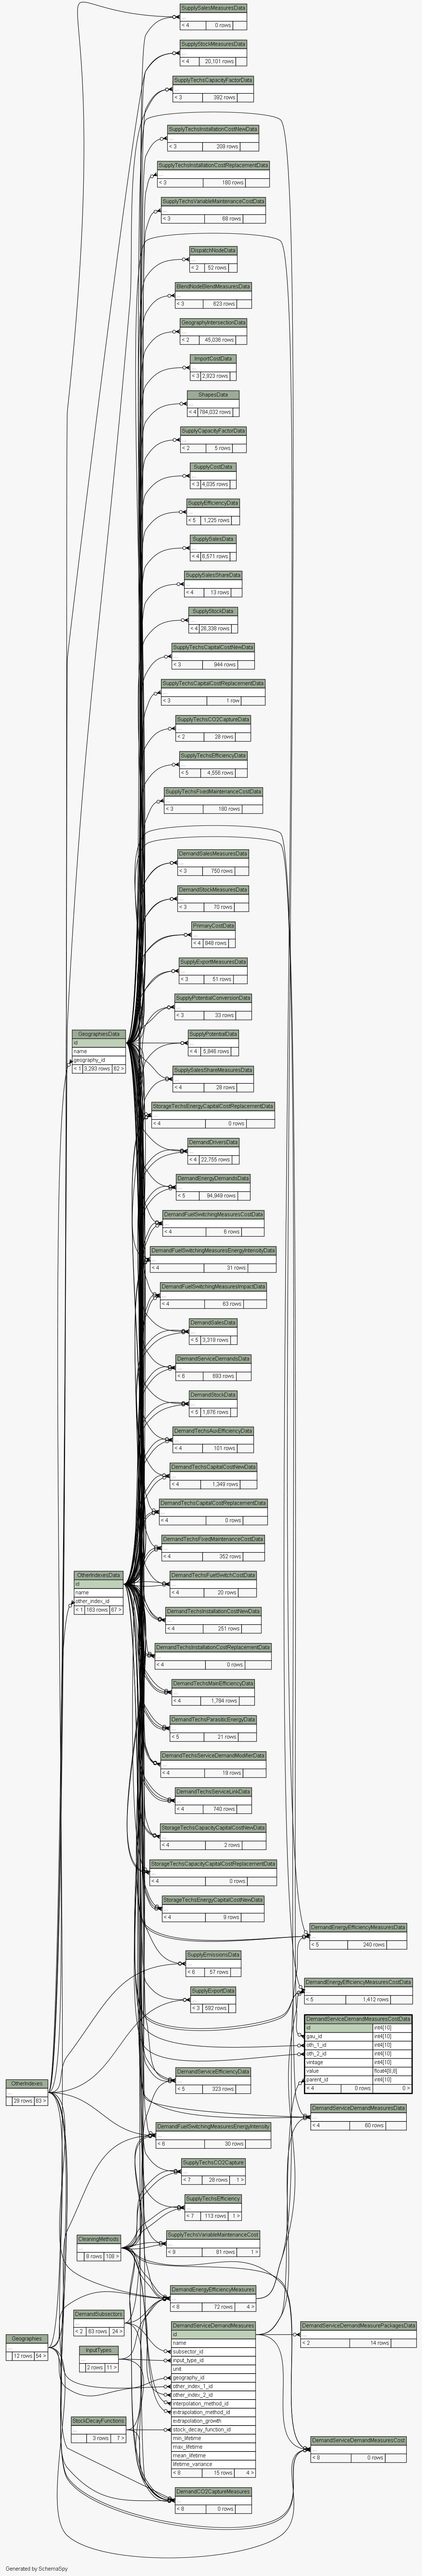 SupplySalesMeasuresData
...
< 4 0 rows
SupplyStockMeasuresData
...
< 4 20,101 rows
SupplyTechsCapacityFactorData
...
< 3 392 rows
SupplyTechsInstallationCostNewData
...
< 3 209 rows
SupplyTechsInstallationCostReplacementData
...
< 3 180 rows
SupplyTechsVariableMaintenanceCostData
...
< 3 88 rows
DispatchNodeData
...
< 2 52 rows
BlendNodeBlendMeasuresData
...
< 3 623 rows
GeographyIntersectionData
...
< 2 45,036 rows
ImportCostData
...
< 3 2,923 rows
ShapesData
...
< 4 784,032 rows
SupplyCapacityFactorData
...
< 2 5 rows
SupplyCostData
...
< 3 4,035 rows
SupplyEfficiencyData
...
< 5 1,225 rows
SupplySalesData
...
< 4 6,571 rows
SupplySalesShareData
...
< 4 13 rows
SupplyStockData
...
< 4 26,338 rows
SupplyTechsCapitalCostNewData
...
< 3 944 rows
SupplyTechsCapitalCostReplacementData
...
< 3 1 row
SupplyTechsCO2CaptureData
...
< 2 28 rows
SupplyTechsEfficiencyData
...
< 5 4,556 rows
SupplyTechsFixedMaintenanceCostData
...
< 3 180 rows
DemandSalesMeasuresData
...
< 3 750 rows
DemandStockMeasuresData
...
< 3 70 rows
PrimaryCostData
...
< 4 846 rows
SupplyExportMeasuresData
...
< 3 51 rows
SupplyPotentialConversionData
...
< 3 33 rows
SupplyPotentialData
...
< 4 5,846 rows
SupplySalesShareMeasuresData
...
< 4 28 rows
GeographiesData
id
name
geography_id
< 1 3,283 rows 62 >
StorageTechsEnergyCapitalCostReplacementData
...
< 4 0 rows
DemandDriversData
...
< 4 22,755 rows
DemandEnergyDemandsData
...
< 5 94,949 rows
DemandFuelSwitchingMeasuresCostData
...
< 4 6 rows
DemandFuelSwitchingMeasuresEnergyIntensityData
...
< 4 31 rows
DemandFuelSwitchingMeasuresImpactData
...
< 4 63 rows
DemandSalesData
...
< 5 3,319 rows
DemandServiceDemandsData
...
< 6 693 rows
DemandStockData
...
< 5 1,876 rows
DemandTechsAuxEfficiencyData
...
< 4 101 rows
DemandTechsCapitalCostNewData
...
< 4 1,349 rows
DemandTechsCapitalCostReplacementData
...
< 4 0 rows
DemandTechsFixedMaintenanceCostData
...
< 4 352 rows
OtherIndexesData
id
name
other_index_id
< 1 163 rows 67 >
DemandTechsFuelSwitchCostData
...
< 4 20 rows
DemandTechsInstallationCostNewData
...
< 4 251 rows
DemandTechsInstallationCostReplacementData
...
< 4 0 rows
DemandTechsMainEfficiencyData
...
< 4 1,784 rows
DemandTechsParasiticEnergyData
...
< 5 21 rows
DemandTechsServiceDemandModifierData
...
< 4 19 rows
DemandTechsServiceLinkData
...
< 4 740 rows
StorageTechsCapacityCapitalCostNewData
...
< 4 2 rows
StorageTechsCapacityCapitalCostReplacementData
...
< 4 0 rows
StorageTechsEnergyCapitalCostNewData
...
< 4 9 rows
DemandEnergyEfficiencyMeasuresData
...
< 5 240 rows
SupplyEmissionsData
...
< 6 57 rows
DemandEnergyEfficiencyMeasuresCostData
...
< 5 1,412 rows
SupplyExportData
...
< 3 592 rows
DemandServiceDemandMeasuresCostData
id int4[10]
gau_id int4[10]
oth_1_id int4[10]
oth_2_id int4[10]
vintage int4[10]
value float4[8,8]
parent_id int4[10]
< 4 0 rows 0 >
DemandServiceEfficiencyData
...
< 5 323 rows
OtherIndexes
...
29 rows 63 >
DemandServiceDemandMeasuresData
...
< 4 60 rows
DemandFuelSwitchingMeasuresEnergyIntensity
...
< 6 30 rows
SupplyTechsCO2Capture
...
< 7 28 rows 1 >
SupplyTechsEfficiency
...
< 7 113 rows 1 >
SupplyTechsVariableMaintenanceCost
...
< 9 81 rows 1 >
CleaningMethods
...
8 rows 108 >
DemandEnergyEfficiencyMeasures
...
< 8 72 rows 4 >
DemandSubsectors
...
< 2 63 rows 24 >
DemandServiceDemandMeasures
id
name
subsector_id
input_type_id
unit
geography_id
other_index_1_id
other_index_2_id
interpolation_method_id
extrapolation_method_id
extrapolation_growth
stock_decay_function_id
min_lifetime
max_lifetime
mean_lifetime
lifetime_variance
< 8 15 rows 4 >
DemandServiceDemandMeasurePackagesData
...
< 2 14 rows
Geographies
...
12 rows 54 >
InputTypes
...
2 rows 11 >
StockDecayFunctions
...
3 rows 7 >
DemandServiceDemandMeasuresCost
...
< 8 0 rows
DemandCO2CaptureMeasures
...
< 8 0 rows
Generated by SchemaSpy